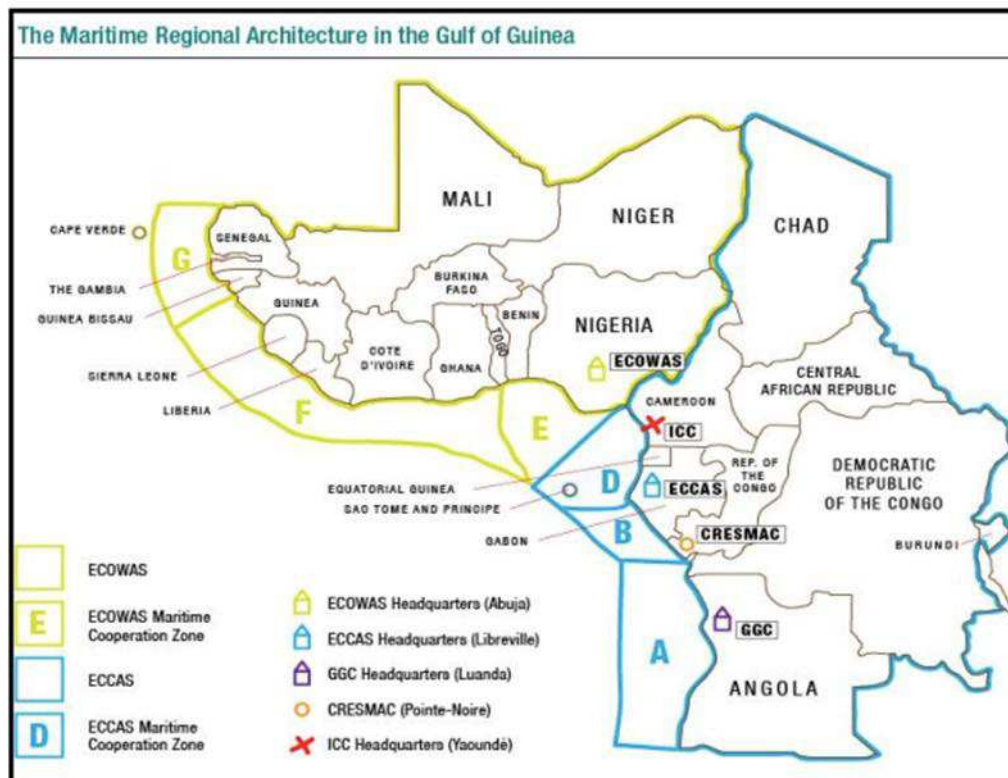 The Maritime Regional Architecture in the Gulf of Guinea
MALI
NIGER
CHAD
CAPE VERDE
SENEGAL
G
THE GAMBIA
GUINEA BISSAU
GUINEA
BURKINA
FASO
BENIN
NIGERIA
TOGO
COTE
D'IVOIRE
GHANA
ECOWAS
SIERRA LEONE
LIBERIA
F
E
CENTRAL
AFRICAN REPUBLIC
CAMEROON
ICC
EQUATORIAL GUINEA
SAO TOME AND PRINCIPE
D
ECCAS
REP. OF
THE
CONGO
DEMOCRATIC
REPUBLIC
OF THE CONGO
GABON
B
CRESMAC
BURUNDI
A
GGC
ANGOLA
ECOWAS
E
ECOWAS Maritime
Cooperation Zone
ECCAS
D
ECCAS Maritime
Cooperation Zone
ECOWAS Headquarters (Abuja)
ECCAS Headquarters (Libreville)
GGC Headquarters (Luanda)
CRESMAC (Pointe-Noire)
ICC Headquarters (Yaoundè)